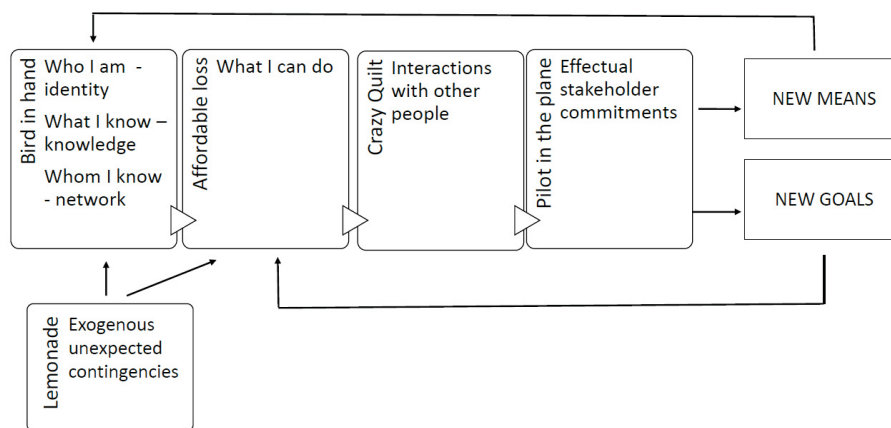 Bird in hand
Who I am -
identity
What I know –
knowledge
Whom I know
- network
Affordable loss
What I can do
Crazy Quilt
Interactions
with other
people
Pilot in the plane
Effectual
stakeholder
commitments
NEW MEANS
NEW GOALS
Lemonade
Exogenous
unexpected
contingencies